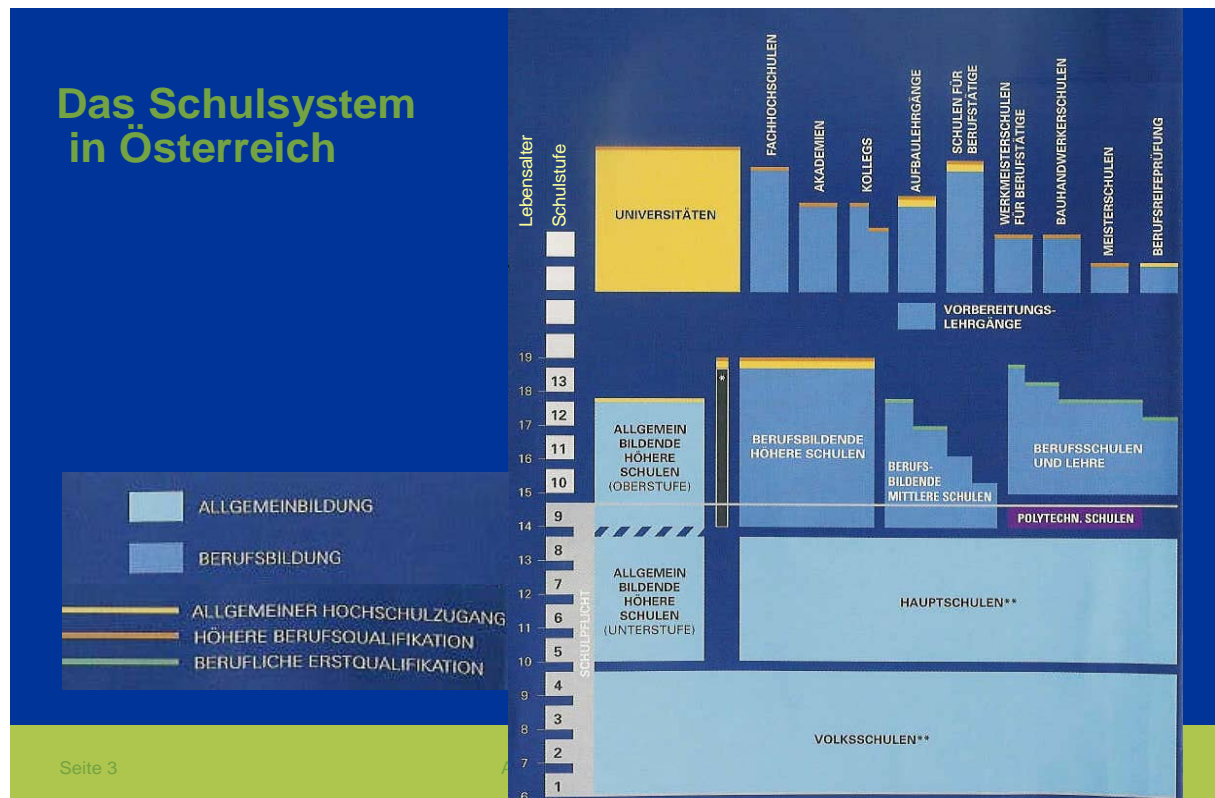 Das Schulsystem
in Österreich
Lebensalter
Schulstufe
FACHHOCHSCHULEN
AKADEMIEN
KOLLEGS
AUFBAULEHRGÄNGE
SCHULEN FÜR
BERUFSTÄTIGE
WERKMEISTERSCHULEN
FÜR BERUFSTÄTIGE
BAUHANDWERKERSCHULEN
MEISTERSCHULEN
BERUFSREIFEPRÜFUNG
UNIVERSITÄTEN
VORBEREITUNGS-
LEHRGÄNGE
19
18
17
16
15
14
13
12
11
10
9
8
7
6
13
12
11
10
9
8
7
6
5
4
3
2
1
SCHULPFLICHT
*
ALLGEMEIN
BILDENDE
HÖHERE
SCHULEN
(OBERSTUFE)
BERUFSBILDENDE
HÖHERE SCHULEN
BERUFS-
BILDENDE
MITTLERE SCHULEN
BERUFSSCHULEN
UND LEHRE
POLYTECHN. SCHULEN
ALLGEMEIN
BILDENDE
HÖHERE
SCHULEN
(UNTERSTUFE)
HAUPTSCHULEN**
VOLKSSCHULEN**
ALLGEMEINBILDUNG
BERUFSBILDUNG
ALLGEMEINER HOCHSCHULZUGANG
HÖHERE BERUFSQUALIFIKATION
BERUFLICHE ERSTQUALIFIKATION
Seite 3